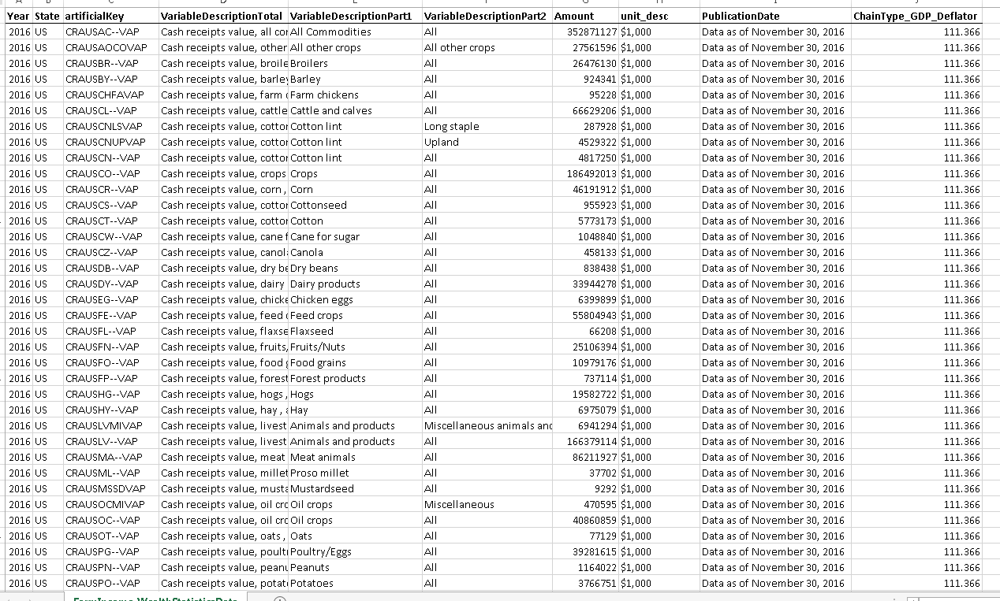 Year State artificialKey VariableDescriptionTotal VariableDescriptionPart1 VariableDescriptionPart2 Amount unit_desc PublicationDate ChainType_GDP_Deflator
2016 US CRAUSAC--VAP Cash receipts value, all cor All Commodities All 352871127 $1,000 Data as of November 30, 2016 111.366
2016 US CRAUSAOCOVAP Cash receipts value, other All other crops All other crops 27561596 $1,000 Data as of November 30, 2016 111.366
2016 US CRAUSBR--VAP Cash receipts value, broile Broilers All 26476130 $1,000 Data as of November 30, 2016 111.366
2016 US CRAUSBY--VAP Cash receipts value, barley Barley All 924341 $1,000 Data as of November 30, 2016 111.366
2016 US CRAUSCHFAVAP Cash receipts value, farm Farm chickens All 95228 $1,000 Data as of November 30, 2016 111.366
2016 US CRAUSCL--VAP Cash receipts value, cattle Cattle and calves All 66629206 $1,000 Data as of November 30, 2016 111.366
2016 US CRAUSCNLSVAP Cash receipts value, cottor Cotton lint Long staple 287928 $1,000 Data as of November 30, 2016 111.366
2016 US CRAUSCNUPVAP Cash receipts value, cottor Cotton lint Upland 4529322 $1,000 Data as of November 30, 2016 111.366
2016 US CRAUSCN--VAP Cash receipts value, cottor Cotton lint All 4817250 $1,000 Data as of November 30, 2016 111.366
2016 US CRAUSCO--VAP Cash receipts value, crops Crops All 186492013 $1,000 Data as of November 30, 2016 111.366
2016 US CRAUSCR--VAP Cash receipts value, corn , Corn All 46191912 $1,000 Data as of November 30, 2016 111.366
2016 US CRAUSCS--VAP Cash receipts value, cottor Cottonseed All 955923 $1,000 Data as of November 30, 2016 111.366
2016 US CRAUSCT--VAP Cash receipts value, cottor Cotton All 5773173 $1,000 Data as of November 30, 2016 111.366
2016 US CRAUSCW--VAP Cash receipts value, cane f Cane for sugar All 1048840 $1,000 Data as of November 30, 2016 111.366
2016 US CRAUSCZ--VAP Cash receipts value, canol Canola All 458133 $1,000 Data as of November 30, 2016 111.366
2016 US CRAUSDB--VAP Cash receipts value, dry be Dry beans All 838438 $1,000 Data as of November 30, 2016 111.366
2016 US CRAUSDY--VAP Cash receipts value, dairy Dairy products All 33944278 $1,000 Data as of November 30, 2016 111.366
2016 US CRAUSEG--VAP Cash receipts value, chicke Chicken eggs All 6399899 $1,000 Data as of November 30, 2016 111.366
2016 US CRAUSFE--VAP Cash receipts value, feed Feed crops All 55804943 $1,000 Data as of November 30, 2016 111.366
2016 US CRAUSFL--VAP Cash receipts value, flaxse Flaxseed All 66208 $1,000 Data as of November 30, 2016 111.366
2016 US CRAUSFN--VAP Cash receipts value, fruits, Fruits/Nuts All 25106394 $1,000 Data as of November 30, 2016 111.366
2016 US CRAUSFO--VAP Cash receipts value, food Food grains All 10979176 $1,000 Data as of November 30, 2016 111.366
2016 US CRAUSFP--VAP Cash receipts value, forest Forest products All 737114 $1,000 Data as of November 30, 2016 111.366
2016 US CRAUSHG--VAP Cash receipts value, hogs , Hogs All 19582722 $1,000 Data as of November 30, 2016 111.366
2016 US CRAUSHY--VAP Cash receipts value, hay , Hay All 6975079 $1,000 Data as of November 30, 2016 111.366
2016 US CRAUSLVMIVAP Cash receipts value, livest Animals and products Miscellaneous animals and 6941294 $1,000 Data as of November 30, 2016 111.366
2016 US CRAUSLV--VAP Cash receipts value, livest Animals and products All 166379114 $1,000 Data as of November 30, 2016 111.366
2016 US CRAUSMA--VAP Cash receipts value, meat Meat animals All 86211927 $1,000 Data as of November 30, 2016 111.366
2016 US CRAUSML--VAP Cash receipts value, millet Proso millet All 37702 $1,000 Data as of November 30, 2016 111.366
2016 US CRAUSMSSDVAP Cash receipts value, musta Mustardseed All 9292 $1,000 Data as of November 30, 2016 111.366
2016 US CRAUSOCMIVAP Cash receipts value, oil crc Oil crops Miscellaneous 470595 $1,000 Data as of November 30, 2016 111.366
2016 US CRAUSOC--VAP Cash receipts value, oil crc Oil crops All 40860859 $1,000 Data as of November 30, 2016 111.366
2016 US CRAUSOT--VAP Cash receipts value, oats , Oats All 77129 $1,000 Data as of November 30, 2016 111.366
2016 US CRAUSPG--VAP Cash receipts value, poultr Poultry/Eggs All 39281615 $1,000 Data as of November 30, 2016 111.366
2016 US CRAUSPN--VAP Cash receipts value, peanu Peanuts All 1164022 $1,000 Data as of November 30, 2016 111.366
2016 US CRAUSPO--VAP Cash receipts value, potat Potatoes All 3766751 $1,000 Data as of November 30, 2016 111.366